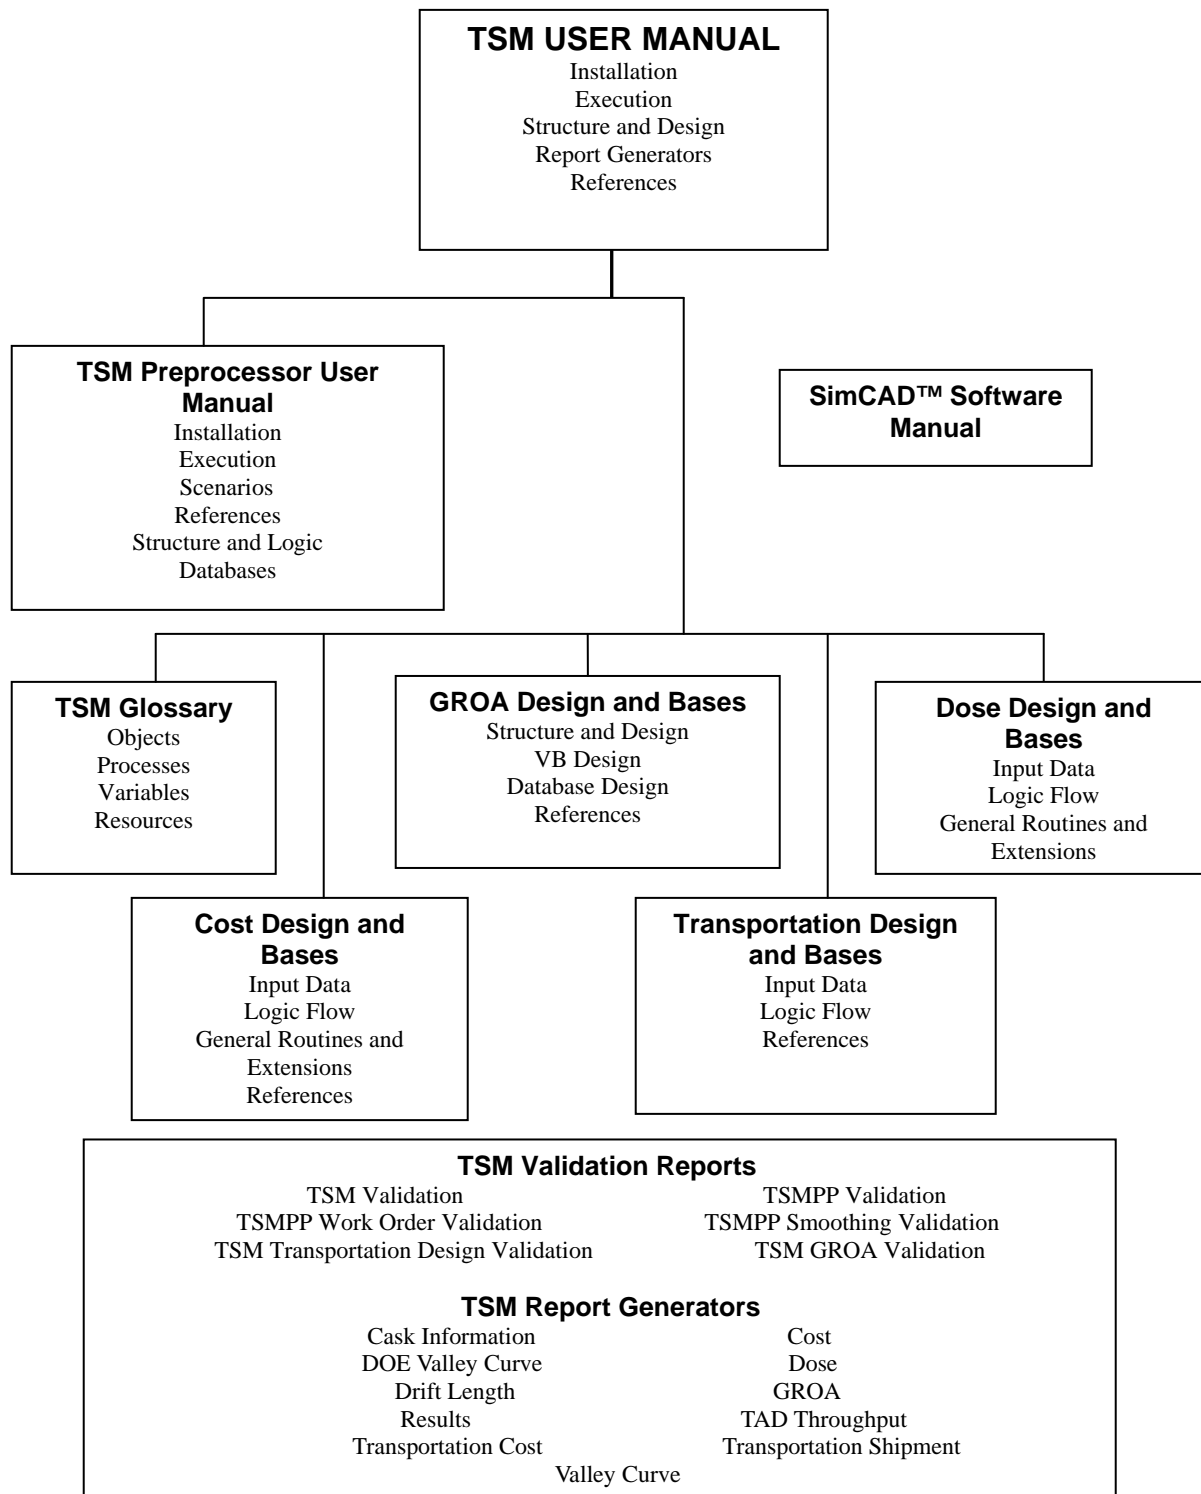 TSM USER MANUAL
Installation
Execution
Structure and Design
Report Generators
References
TSM Preprocessor User
Manual
Installation
Execution
Scenarios
References
Structure and Logic
Databases
SimCAD™ Software
Manual
TSM Glossary
Objects
Processes
Variables
Resources
GROA Design and Bases
Structure and Design
VB Design
Database Design
References
Dose Design and
Bases
Input Data
Logic Flow
General Routines and
Extensions
Cost Design and
Bases
Input Data
Logic Flow
General Routines and
Extensions
References
Transportation Design
and Bases
Input Data
Logic Flow
References
TSM Validation Reports
TSM Validation TSMPP Validation
TSMPP Work Order Validation TSMPP Smoothing Validation
TSM Transportation Design Validation TSM GROA Validation
TSM Report Generators
Cask Information Cost
DOE Valley Curve Dose
Drift Length GROA
Results TAD Throughput
Transportation Cost Transportation Shipment
Valley Curve